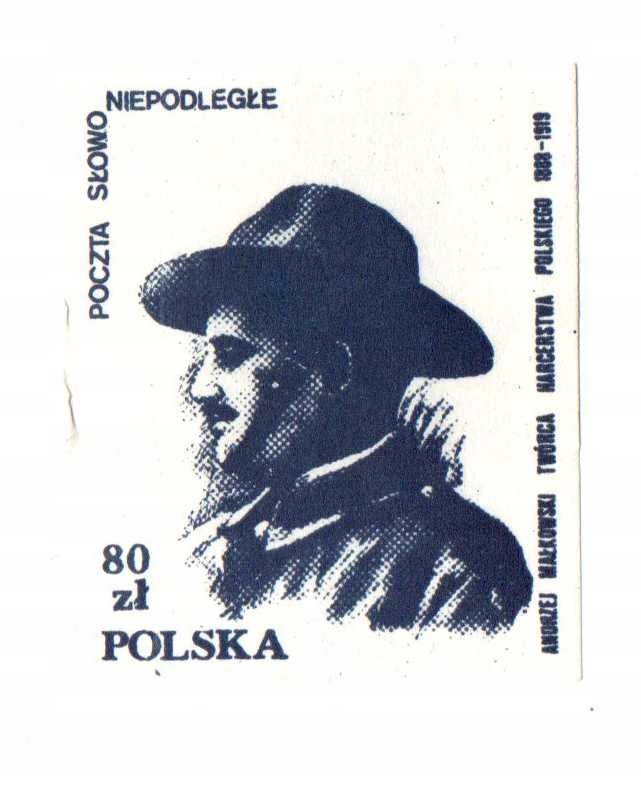 POCZTA SŁOWO
NIEPODLEGŁE
ANDRZEJ MAŁKOWSKI TWÓRCA HARCERSTWA POLSKIEGO 1888-1919
80
zł
POLSKA